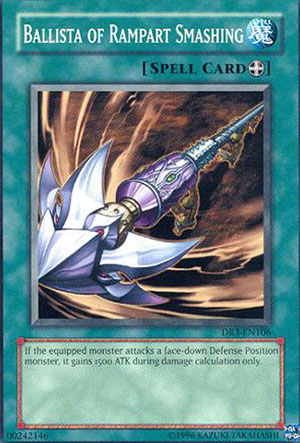 BALLISTA OF RAMPART SMASHING
[SPELL CARD]
DR3-EN106
If the equipped monster attacks a face-down Defense Position
monster, it gains 1500 ATK during damage calculation only.
00242146
©1996 KAZUKI TAKAHASHI